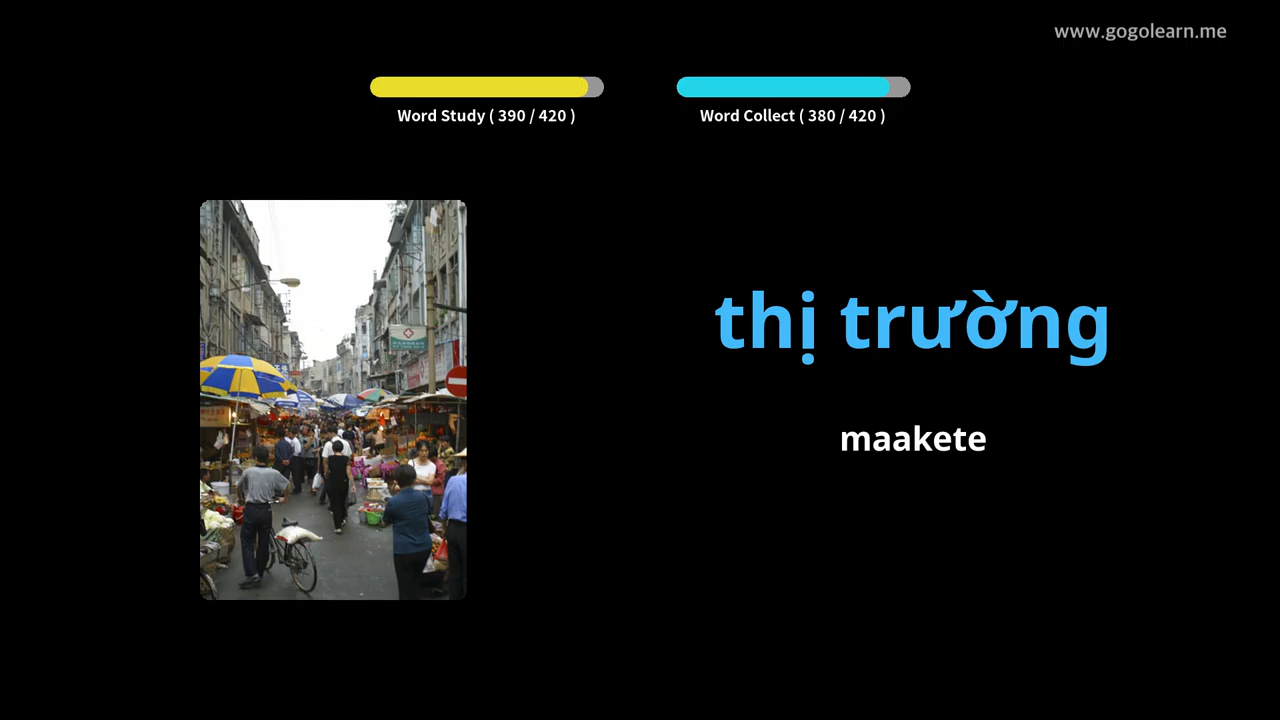 www.gogolearn.me
Word Study ( 390 / 420 )
Word Collect ( 380 / 420 )
thị trường
maakete